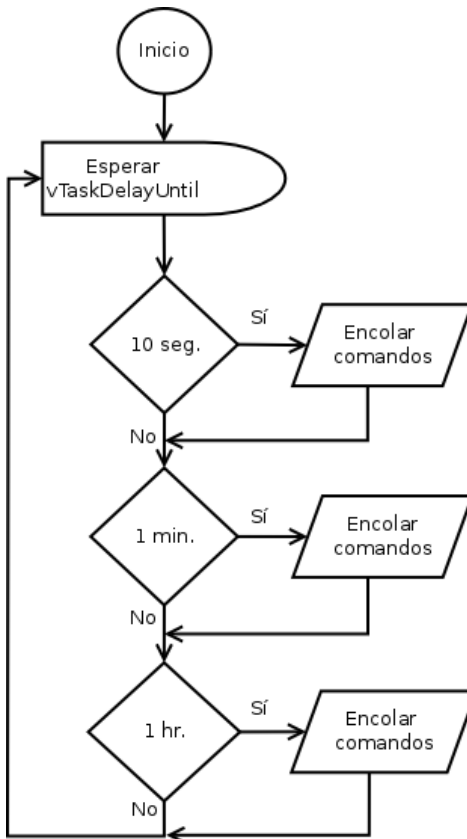 Inicio
Esperar
vTaskDelayUntil
10 seg.
Sí
Encolar
comandos
No
1 min.
Sí
Encolar
comandos
No
1 hr.
Sí
Encolar
comandos
No